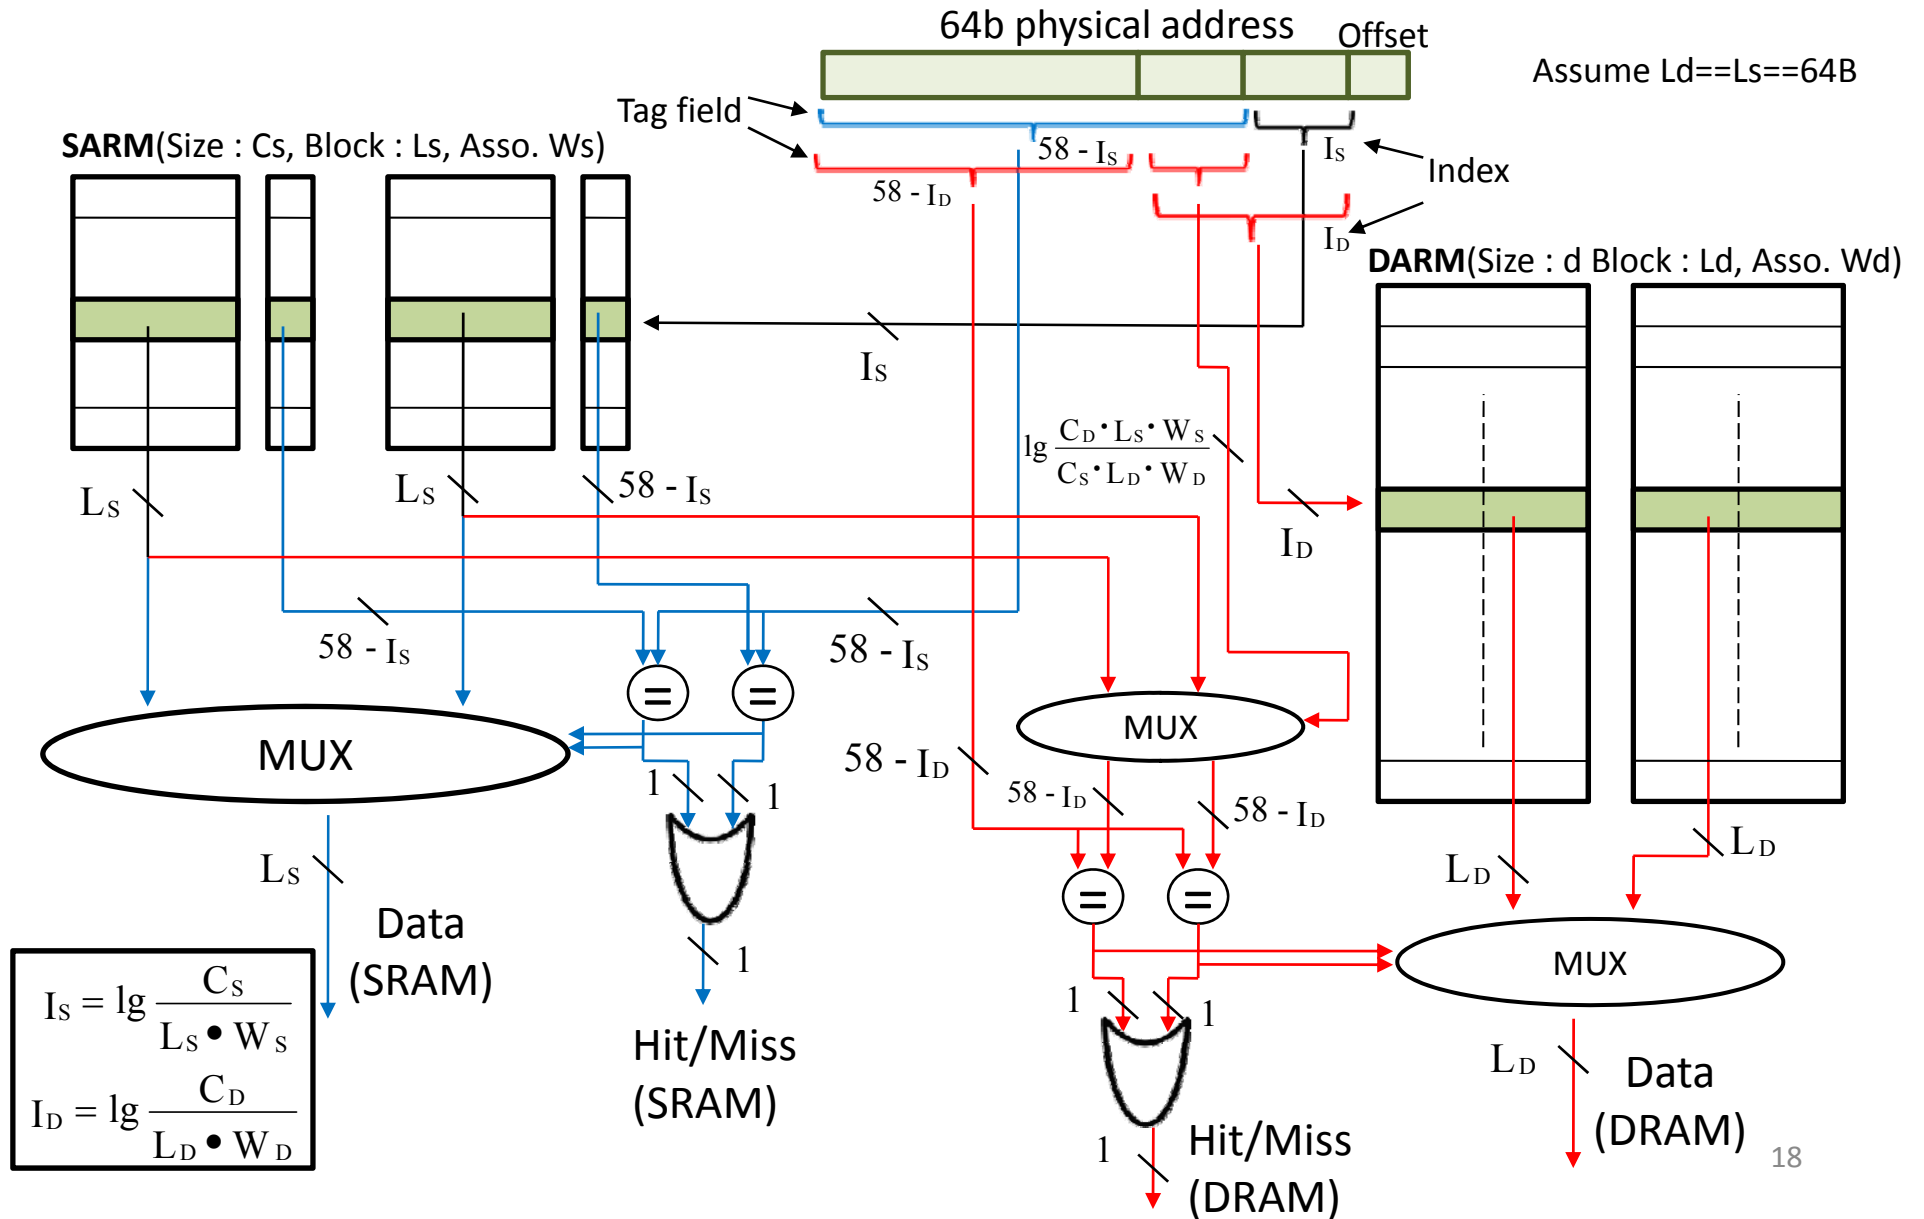 64b physical address
Offset
Assume Ld==Ls==64B
Tag field
SARM(Size : Cs, Block : Ls, Asso. Ws)
58 - IS
IS
58 - ID
Index
ID
DARM(Size : d Block : Ld, Asso. Wd)
IS
lg CD·LS·WS / CS·LD·WD
LS
LS
58 - IS
ID
58 - IS
58 - IS
=
=
MUX
MUX
58 - ID
58 - ID
58 - ID
1
1
LS
LD
LD
=
=
Data
(SRAM)
1
MUX
IS = lg CS / LS • WS
ID = lg CD / LD • WD
Hit/Miss
(SRAM)
1
1
LD
Data
(DRAM)
1
Hit/Miss
(DRAM)
18